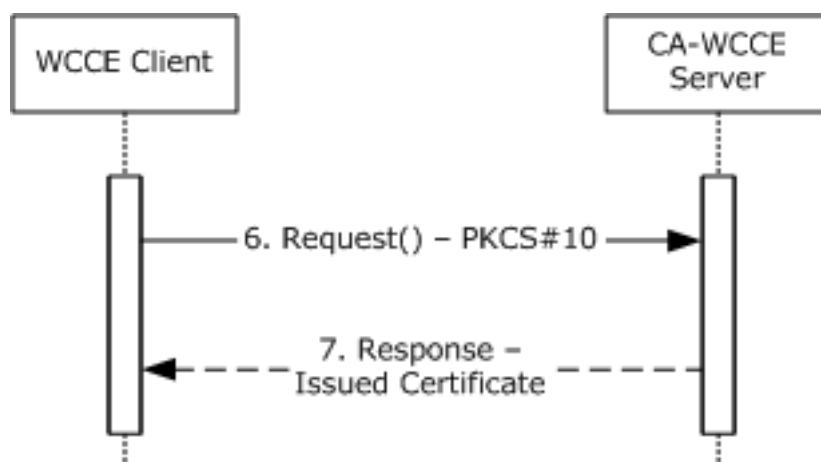 WCCE Client
CA-WCCE
Server
6. Request() – PKCS#10
7. Response –
Issued Certificate